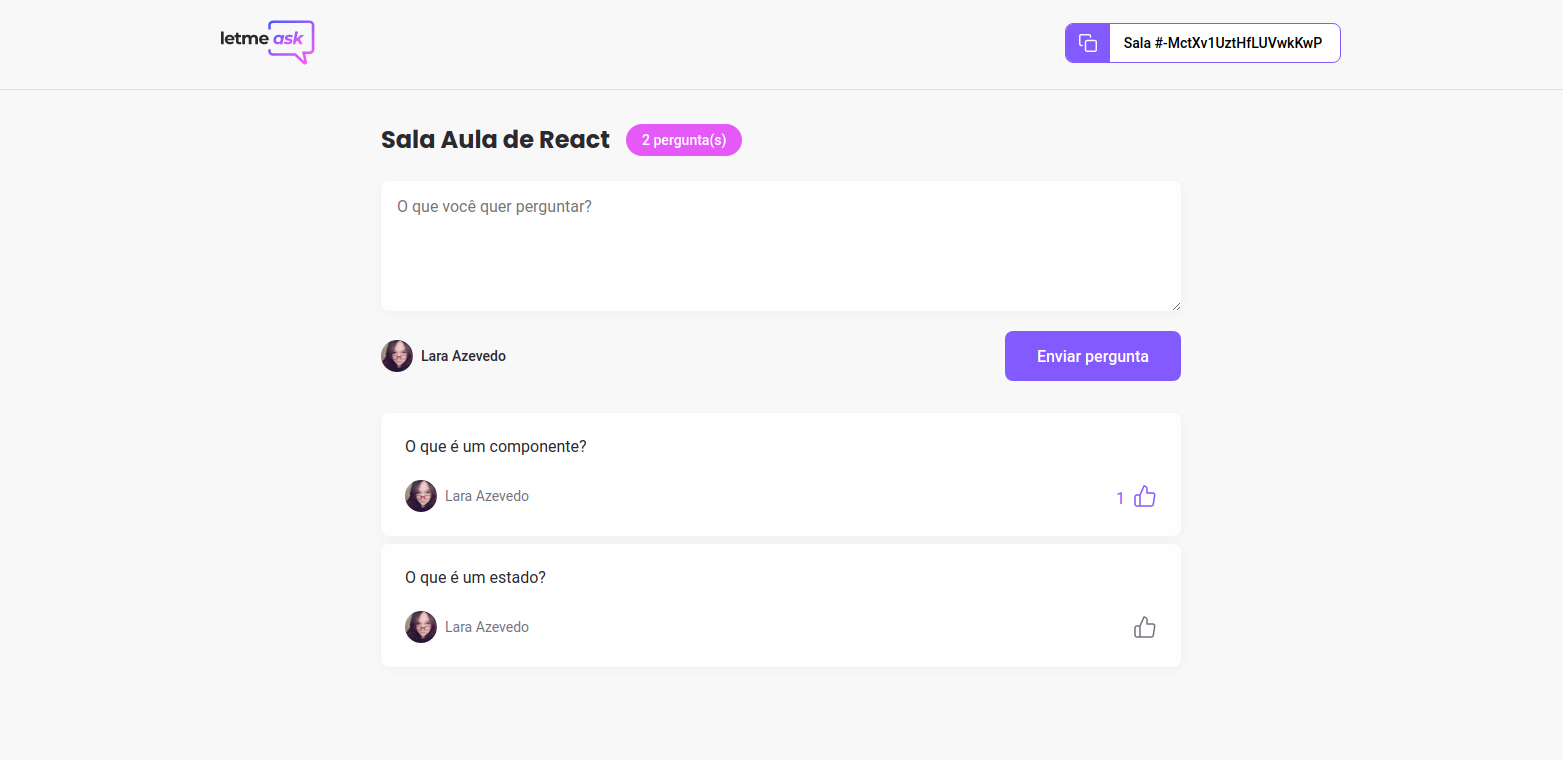 letme ask
Sala #-MctXv1UztHfLUVwkKwP
Sala Aula de React
2 pergunta(s)
O que você quer perguntar?
Lara Azevedo
Enviar pergunta
O que é um componente?
Lara Azevedo
1
O que é um estado?
Lara Azevedo